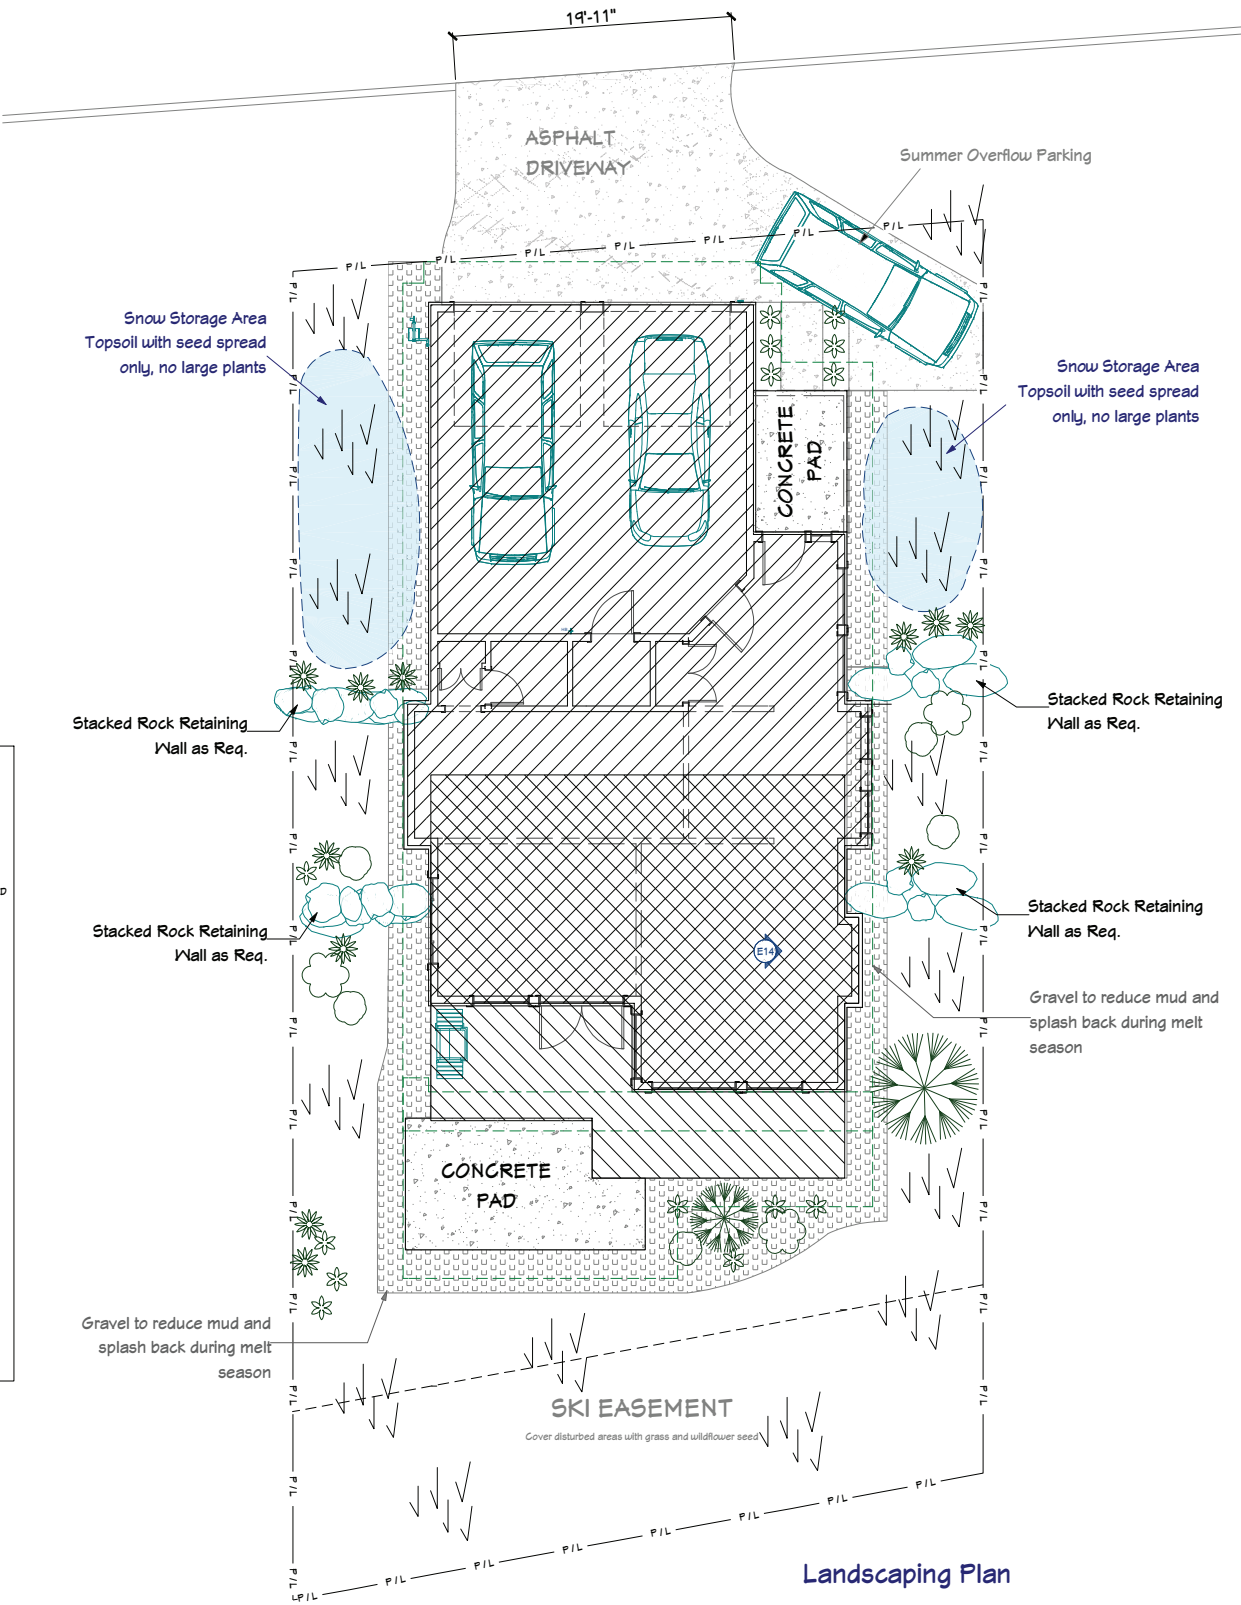 19'-11"
ASPHALT
DRIVEWAY
Summer Overflow Parking
P/L
P/L
P/L
P/L
P/L
P/L
P/L
P/L
P/L
Snow Storage Area
Topsoil with seed spread
only, no large plants
Snow Storage Area
Topsoil with seed spread
only, no large plants
P/L
P/L
CONCRETE
PAD
P/L
P/L
P/L
P/L
P/L
P/L
Stacked Rock Retaining
Wall as Req.
Stacked Rock Retaining
Wall as Req.
P/L
P/L
P/L
P/L
Stacked Rock Retaining
Wall as Req.
Stacked Rock Retaining
Wall as Req.
P/L
P/L
E14
Gravel to reduce mud and
splash back during melt
season
P/L
P/L
P/L
P/L
CONCRETE
PAD
P/L
P/L
Gravel to reduce mud and
splash back during melt
season
P/L
P/L
P/L
P/L
SKI EASEMENT
Cover disturbed areas with grass and wildflower seed
P/L
P/L
P/L
P/L
P/L
P/L
P/L
P/L
P/L
P/L
Landscaping Plan